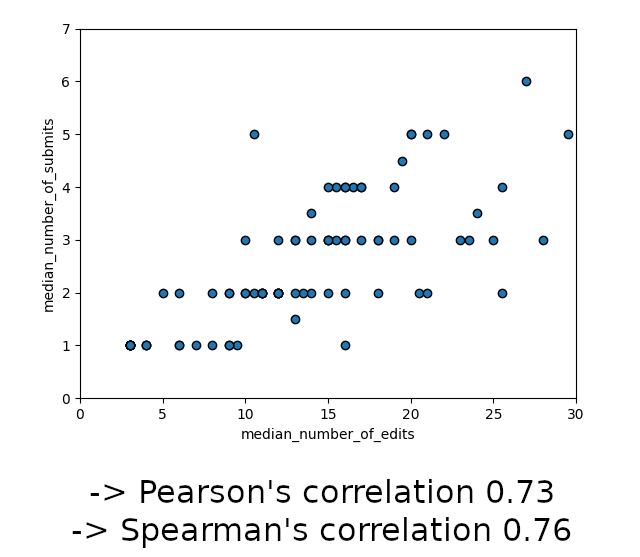 7
6
5
4
3
2
1
0
median_number_of_submits
0 5 10 15 20 25 30
median_number_of_edits
-> Pearson's correlation 0.73
-> Spearman's correlation 0.76